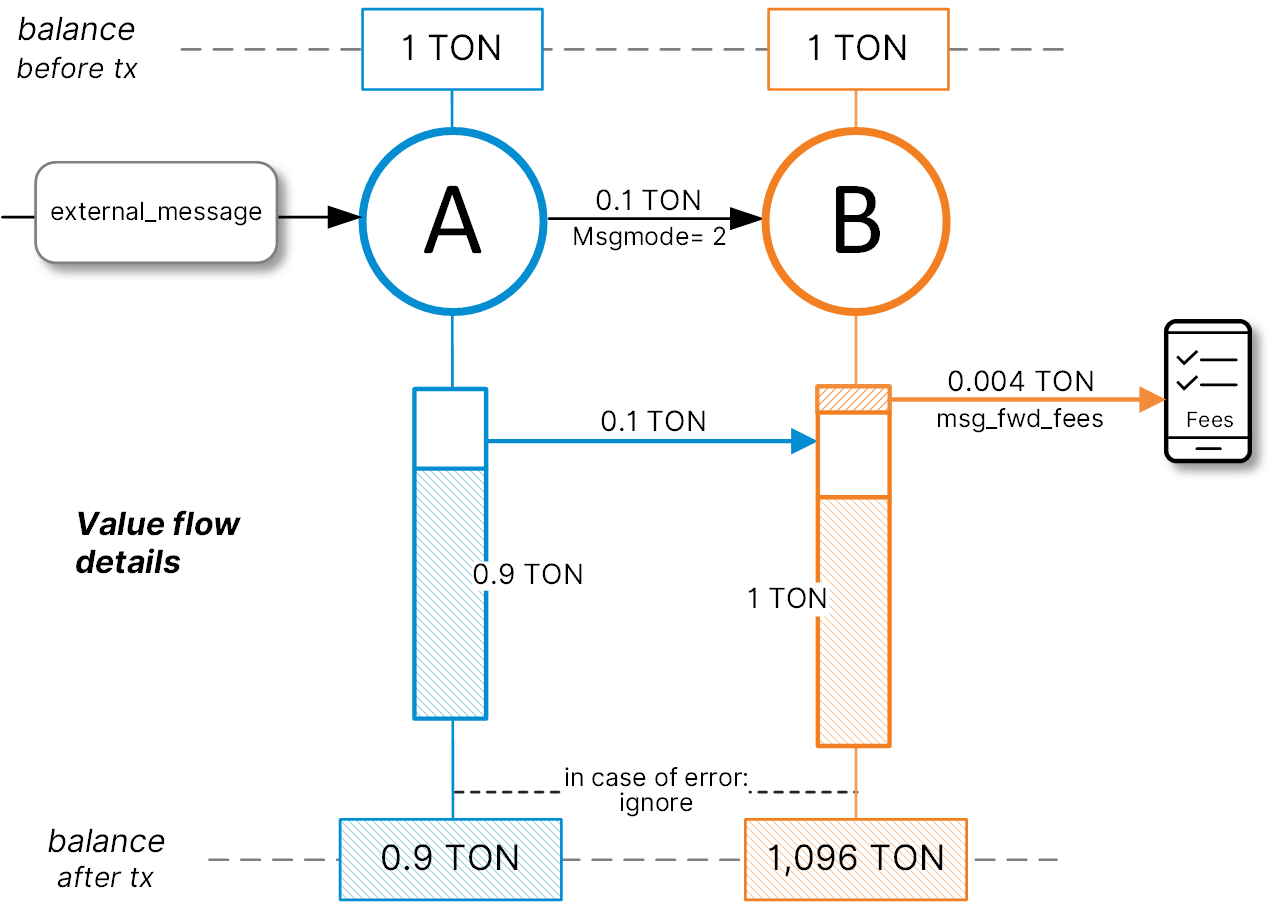 balance
before tx
1 TON
1 TON
external_message
A
0.1 TON
Msgmode= 2
B
0.004 TON
msg_fwd_fees
Fees
0.1 TON
Value flow
details
0.9 TON
1 TON
in case of error:
ignore
balance
after tx
0.9 TON
1,096 TON